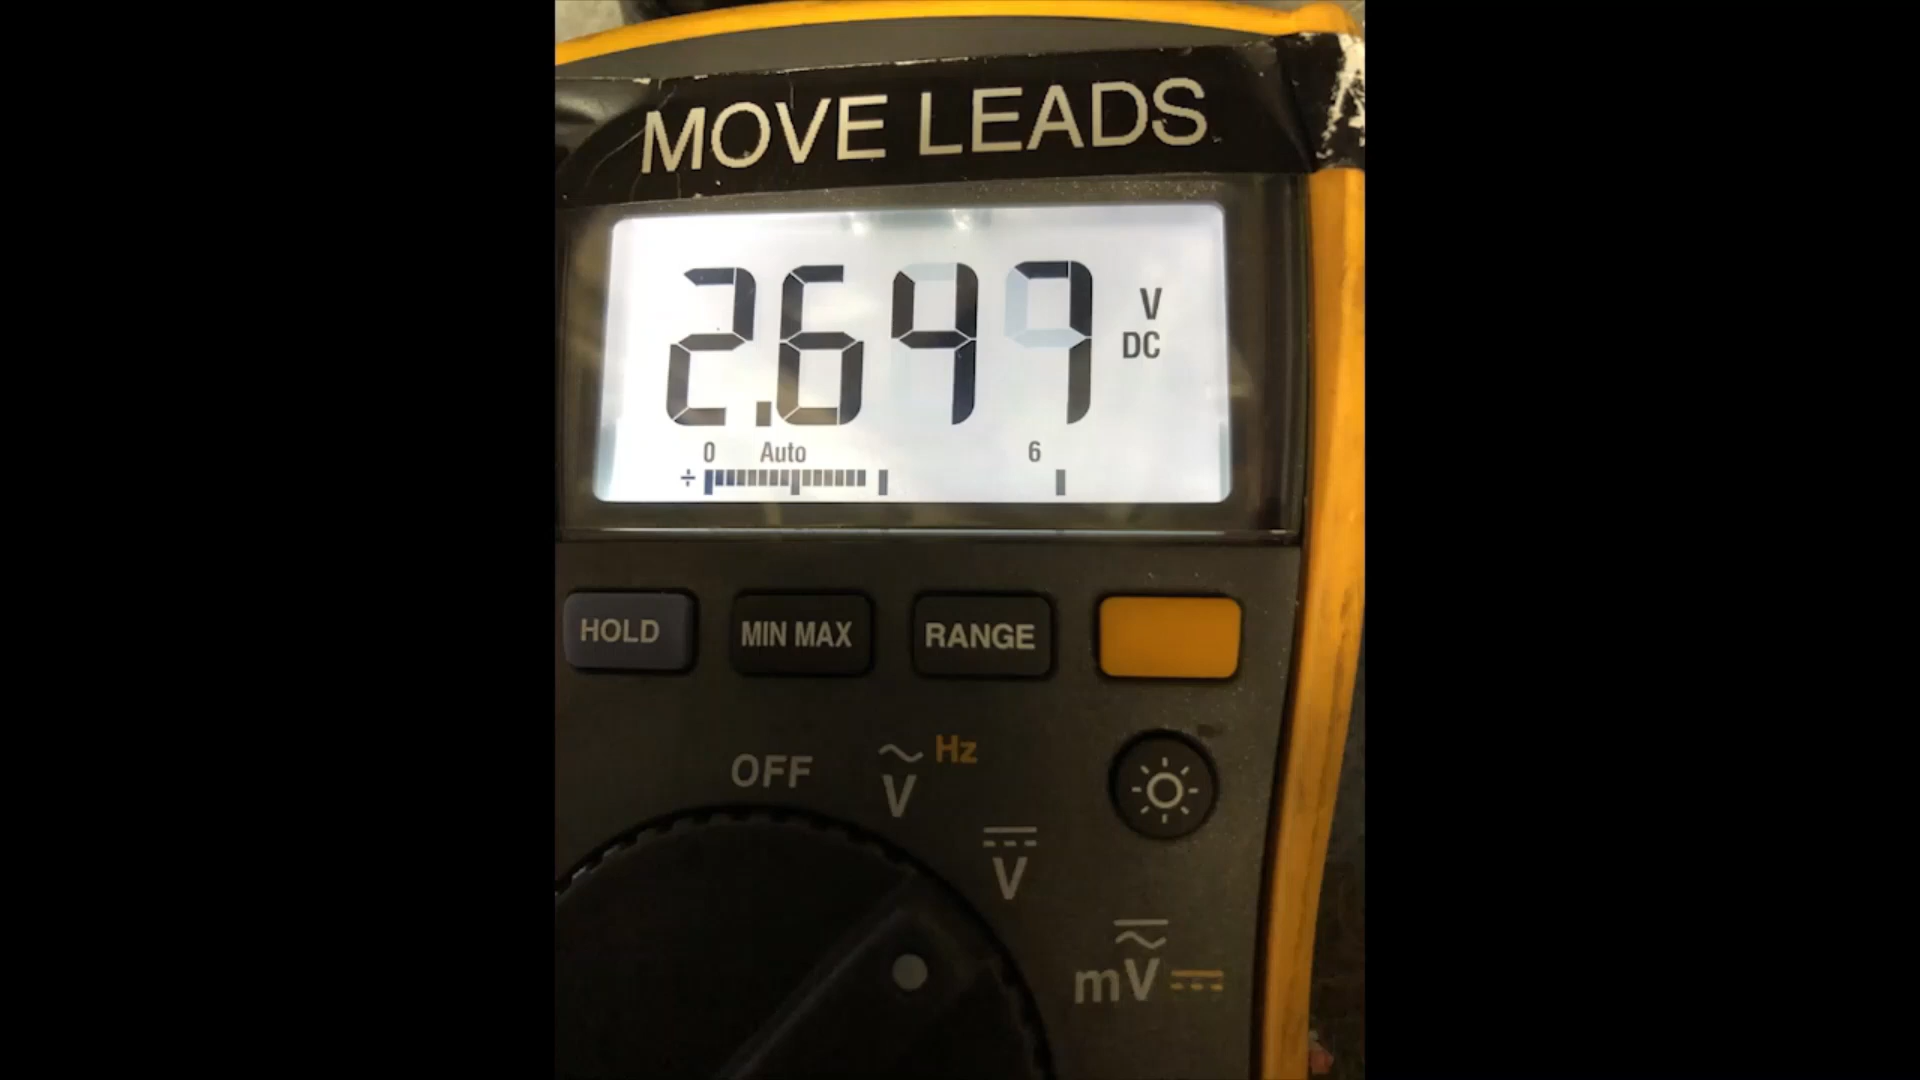 MOVE LEADS
2.647
V
DC
0 Auto 6
HOLD MIN MAX RANGE
OFF V Hz
V
mV